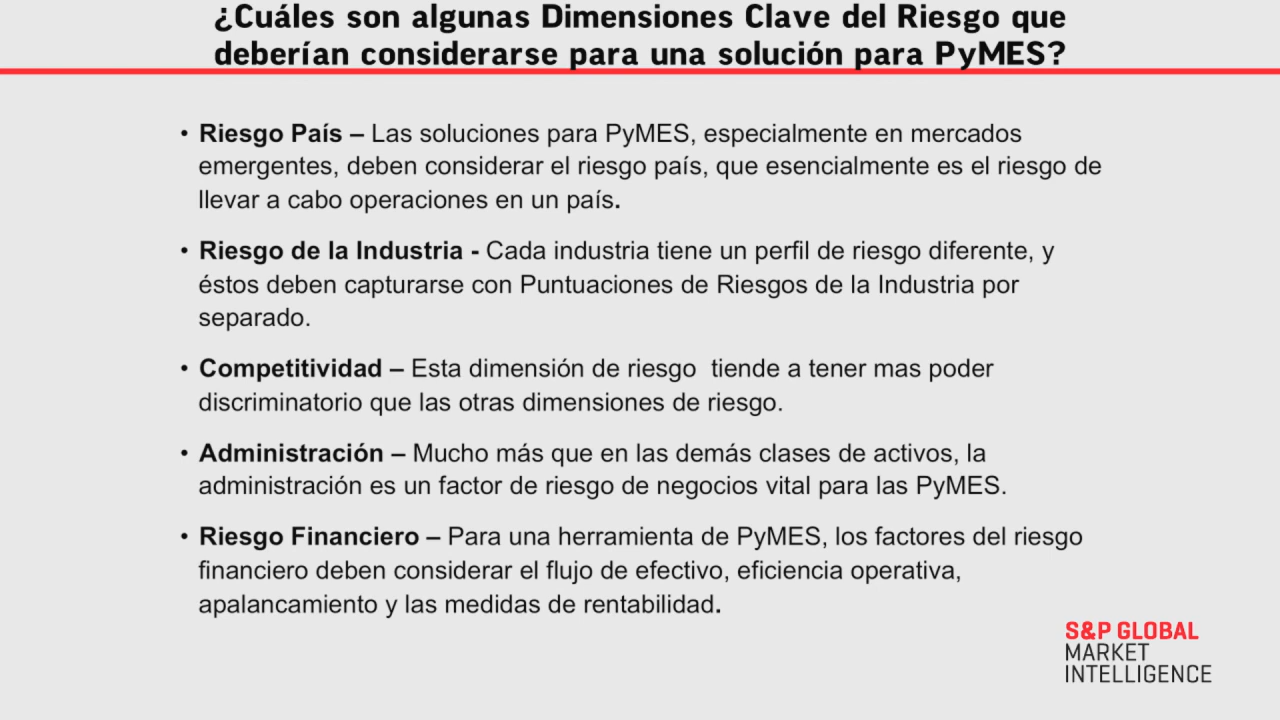 ¿Cuáles son algunas Dimensiones Clave del Riesgo que
deberían considerarse para una solución para PyMES?
• Riesgo País – Las soluciones para PyMES, especialmente en mercados
emergentes, deben considerar el riesgo país, que esencialmente es el riesgo de
llevar a cabo operaciones en un país.
• Riesgo de la Industria - Cada industria tiene un perfil de riesgo diferente, y
éstos deben capturarse con Puntuaciones de Riesgos de la Industria por
separado.
• Competitividad – Esta dimensión de riesgo  tiende a tener mas poder
discriminatorio que las otras dimensiones de riesgo.
• Administración – Mucho más que en las demás clases de activos, la
administración es un factor de riesgo de negocios vital para las PyMES.
• Riesgo Financiero – Para una herramienta de PyMES, los factores del riesgo
financiero deben considerar el flujo de efectivo, eficiencia operativa,
apalancamiento y las medidas de rentabilidad.
S&P GLOBAL
MARKET
INTELLIGENCE